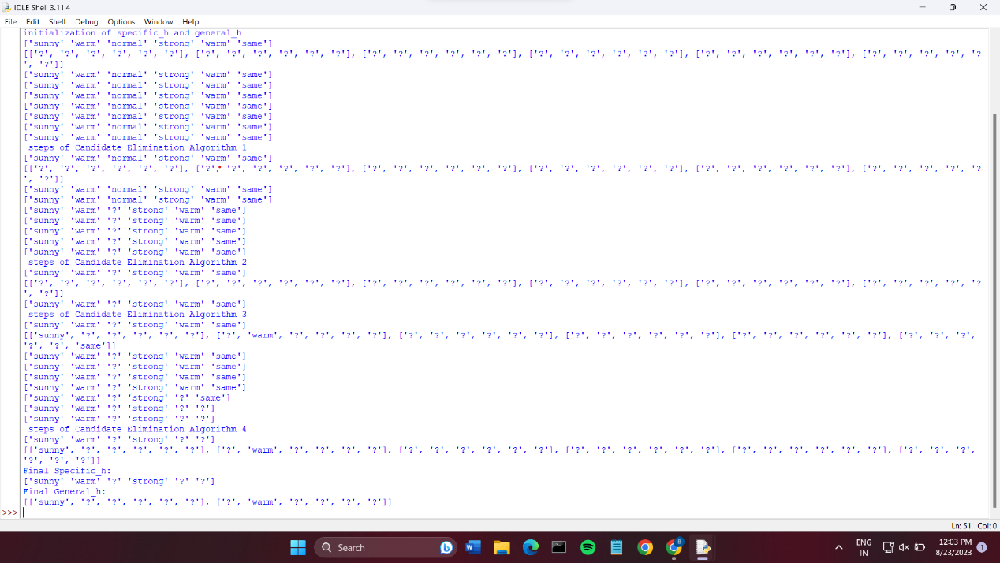 IDLE Shell 3.11.4
File Edit Shell Debug Options Window Help
initialization of specific_h and general_h
['sunny' 'warm' 'normal' 'strong' 'warm' 'same']
[['?', '?', '?', '?', '?', '?'], ['?', '?', '?', '?', '?', '?'], ['?', '?', '?', '?', '?', '?'], ['?', '?', '?', '?', '?', '?'], ['?', '?', '?', '?', '?', '?'], ['?', '?', '?', '?', '?
', '?']]
['sunny' 'warm' 'normal' 'strong' 'warm' 'same']
['sunny' 'warm' 'normal' 'strong' 'warm' 'same']
['sunny' 'warm' 'normal' 'strong' 'warm' 'same']
['sunny' 'warm' 'normal' 'strong' 'warm' 'same']
['sunny' 'warm' 'normal' 'strong' 'warm' 'same']
['sunny' 'warm' 'normal' 'strong' 'warm' 'same']
['sunny' 'warm' 'normal' 'strong' 'warm' 'same']
steps of Candidate Elimination Algorithm 1
['sunny' 'warm' 'normal' 'strong' 'warm' 'same']
[['?', '?', '?', '?', '?', '?'], ['?', '?', '?', '?', '?', '?'], ['?', '?', '?', '?', '?', '?'], ['?', '?', '?', '?', '?', '?'], ['?', '?', '?', '?', '?', '?'], ['?', '?', '?', '?', '?
', '?']]
['sunny' 'warm' 'normal' 'strong' 'warm' 'same']
['sunny' 'warm' 'normal' 'strong' 'warm' 'same']
['sunny' 'warm' '?' 'strong' 'warm' 'same']
['sunny' 'warm' '?' 'strong' 'warm' 'same']
['sunny' 'warm' '?' 'strong' 'warm' 'same']
['sunny' 'warm' '?' 'strong' 'warm' 'same']
['sunny' 'warm' '?' 'strong' 'warm' 'same']
steps of Candidate Elimination Algorithm 2
['sunny' 'warm' '?' 'strong' 'warm' 'same']
[['?', '?', '?', '?', '?', '?'], ['?', '?', '?', '?', '?', '?'], ['?', '?', '?', '?', '?', '?'], ['?', '?', '?', '?', '?', '?'], ['?', '?', '?', '?', '?', '?'], ['?', '?', '?', '?', '?
', '?']]
['sunny' 'warm' '?' 'strong' 'warm' 'same']
steps of Candidate Elimination Algorithm 3
['sunny' 'warm' '?' 'strong' 'warm' 'same']
[['sunny', '?', '?', '?', '?', '?'], ['?', 'warm', '?', '?', '?', '?'], ['?', '?', '?', '?', '?', '?'], ['?', '?', '?', '?', '?', '?'], ['?', '?', '?', '?', '?', '?'], ['?', '?', '?',
'?', '?', 'same']]
['sunny' 'warm' '?' 'strong' 'warm' 'same']
['sunny' 'warm' '?' 'strong' 'warm' 'same']
['sunny' 'warm' '?' 'strong' 'warm' 'same']
['sunny' 'warm' '?' 'strong' 'warm' 'same']
['sunny' 'warm' '?' 'strong' '?' 'same']
['sunny' 'warm' '?' 'strong' '?' '?']
['sunny' 'warm' '?' 'strong' '?' '?']
steps of Candidate Elimination Algorithm 4
['sunny' 'warm' '?' 'strong' '?' '?']
[['sunny', '?', '?', '?', '?', '?'], ['?', 'warm', '?', '?', '?', '?'], ['?', '?', '?', '?', '?', '?'], ['?', '?', '?', '?', '?', '?'], ['?', '?', '?', '?', '?', '?'], ['?', '?', '?',
'?', '?', '?']]
Final Specific_h:
['sunny' 'warm' '?' 'strong' '?' '?']
Final General_h:
[['sunny', '?', '?', '?', '?', '?'], ['?', 'warm', '?', '?', '?', '?']]
>>>
Ln: 51 Col: 0
Search
ENG
IN
12:03 PM
8/23/2023
1